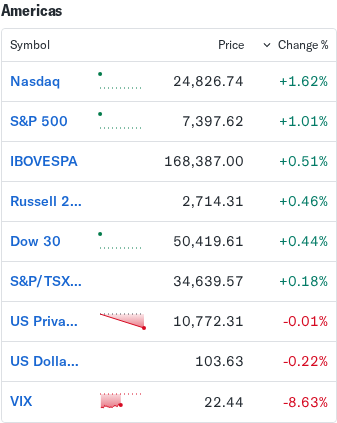 Americas
Symbol Price Change %
Nasdaq 24,826.74 +1.62%
S&P 500 7,397.62 +1.01%
IBOVESPA 168,387.00 +0.51%
Russell 2... 2,714.31 +0.46%
Dow 30 50,419.61 +0.44%
S&P/TSX... 34,639.57 +0.18%
US Priva... 10,772.31 -0.01%
US Dolla... 103.63 -0.22%
VIX 22.44 -8.63%